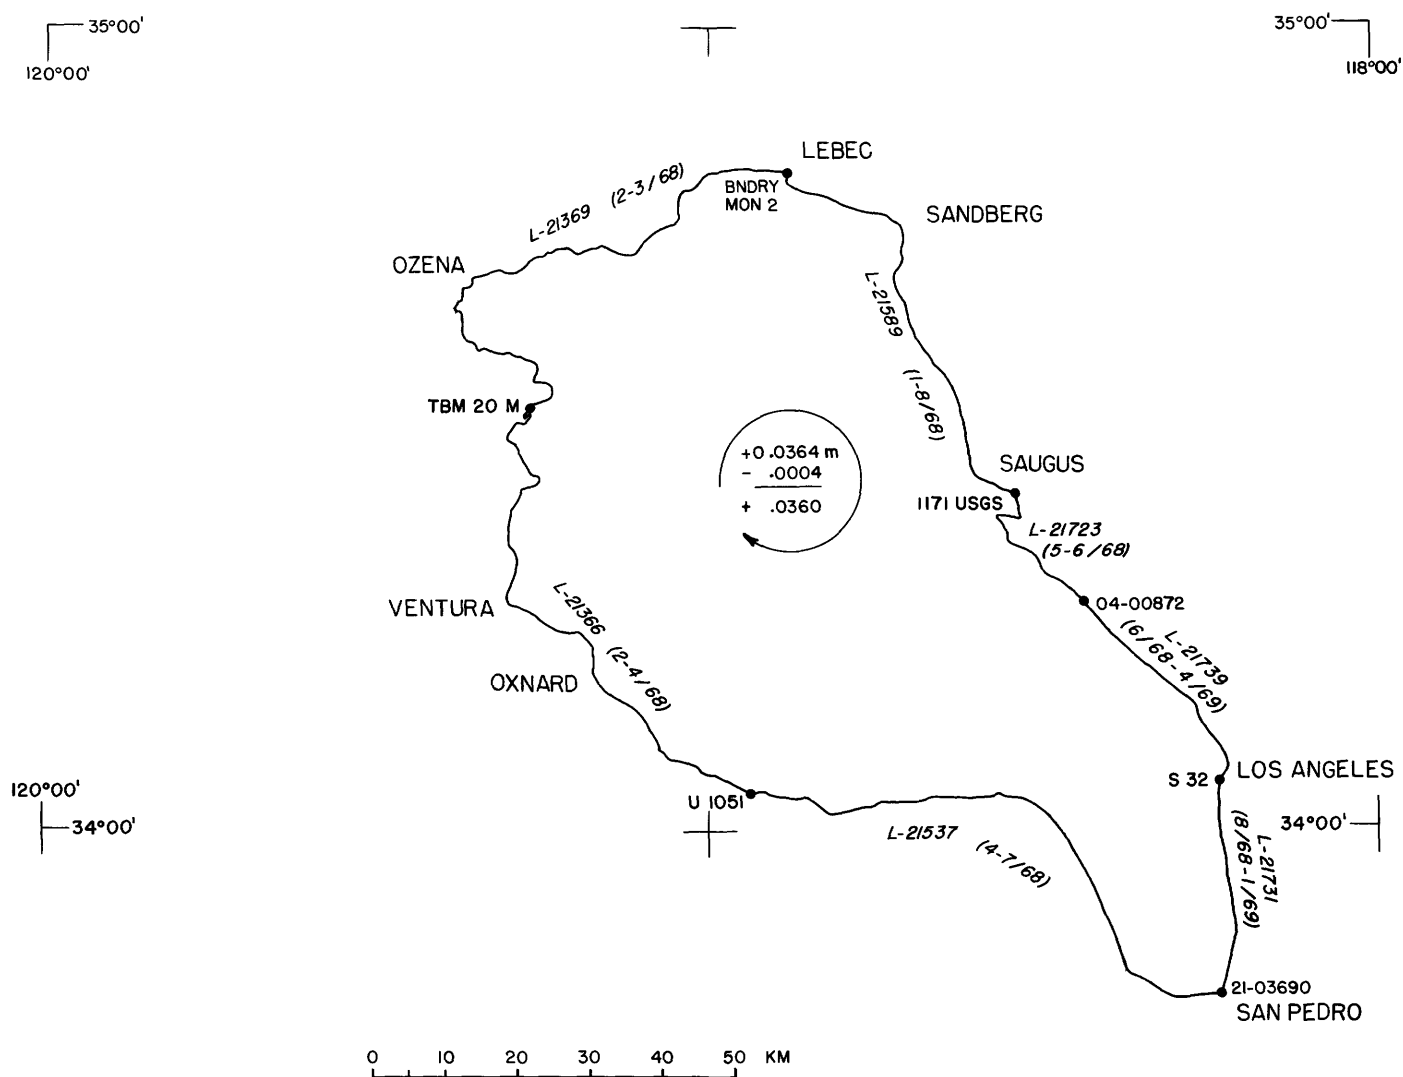 35°00'
120°00'
35°00'
118°00'
LEBEC
BNDRY
MON 2
L-21369 (2-3/68)
SANDBERG
OZENA
L-21589
(1-8/68)
TBM 20 M
+0.0364 m
- .0004
+ .0360
SAUGUS
1171 USGS
L-21723
(5-6/68)
04-00872
VENTURA
L-21366 (2-4/68)
L-21739
(6/68-4/69)
OXNARD
LOS ANGELES
S 32
120°00'
34°00'
U 1051
34°00'
L-21537 (4-7/68)
L-21731
(8/68-1/69)
21-03690
SAN PEDRO
0 10 20 30 40 50 KM